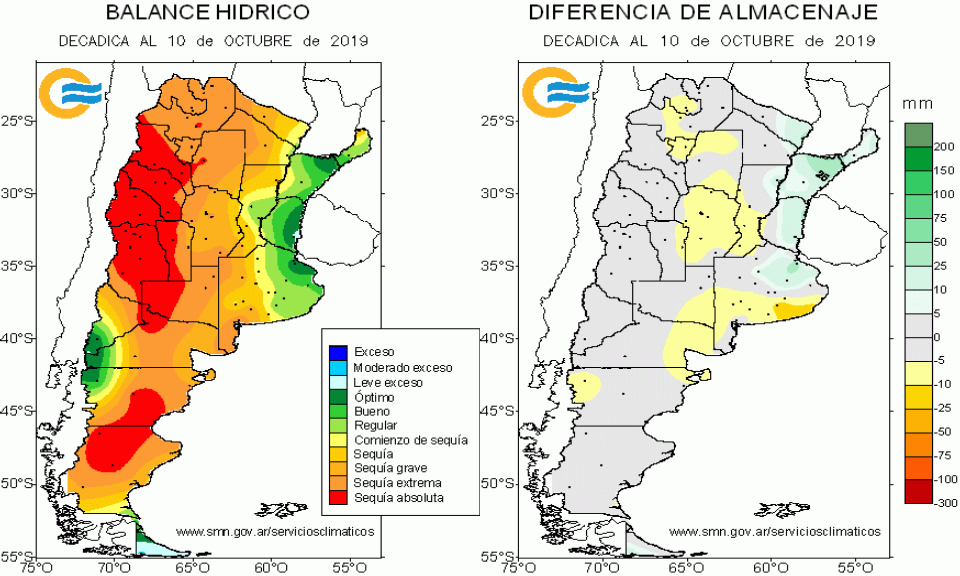 BALANCE HIDRICO
DECADICA AL 10 de OCTUBRE de 2019
25°S
30°S
35°S
40°S
45°S
50°S
55°S
75°O
70°O
65°O
60°O
55°O
Exceso
Moderado exceso
Leve exceso
Óptimo
Bueno
Regular
Comienzo de sequía
Sequía
Sequía grave
Sequía extrema
Sequía absoluta
www.smn.gov.ar/serviciosclimaticos
DIFERENCIA DE ALMACENAJE
DECADICA AL 10 de OCTUBRE de 2019
25°S
30°S
35°S
40°S
45°S
50°S
55°S
75°O
70°O
65°O
60°O
55°O
25
www.smn.gov.ar/serviciosclimaticos
mm
200
150
100
75
50
25
10
5
0
-5
-10
-25
-50
-75
-100
-300